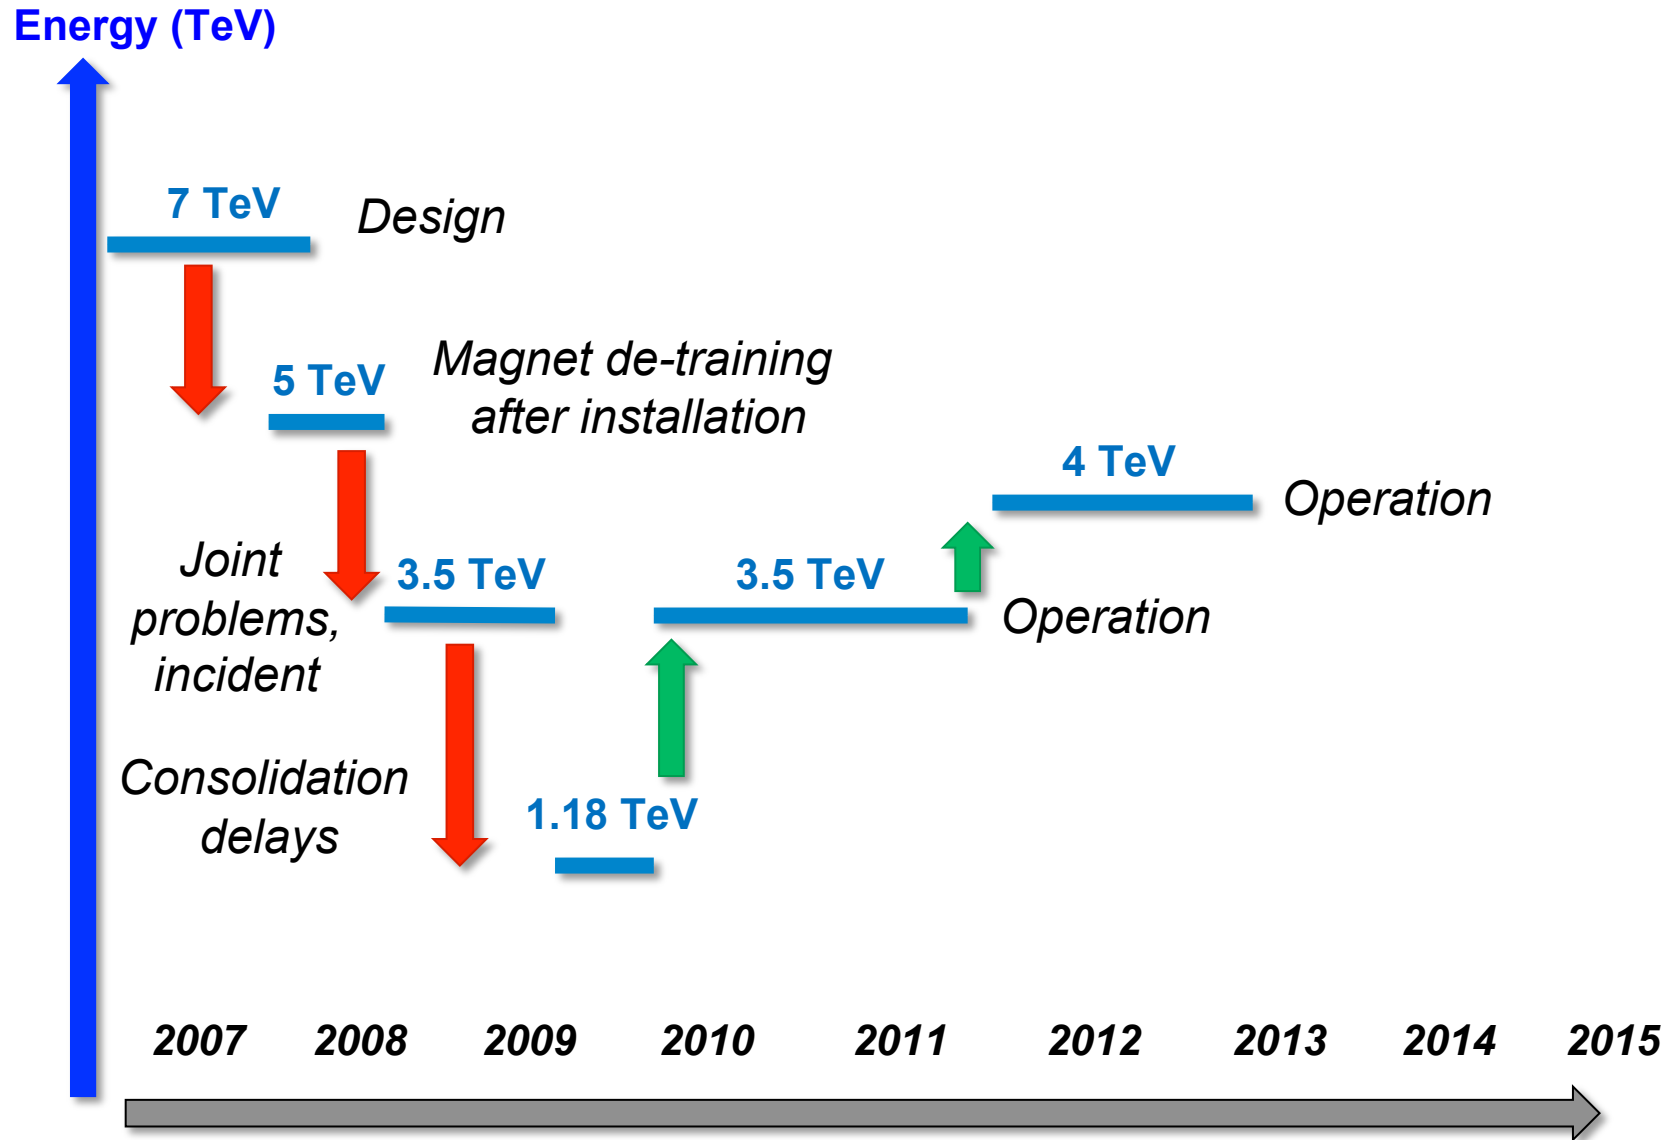 Energy (TeV)
7 TeV
Design
5 TeV
Magnet de-training
after installation
4 TeV
Operation
Joint
problems,
incident
3.5 TeV
3.5 TeV
Operation
Consolidation
delays
1.18 TeV
2007 2008 2009 2010 2011 2012 2013 2014 2015